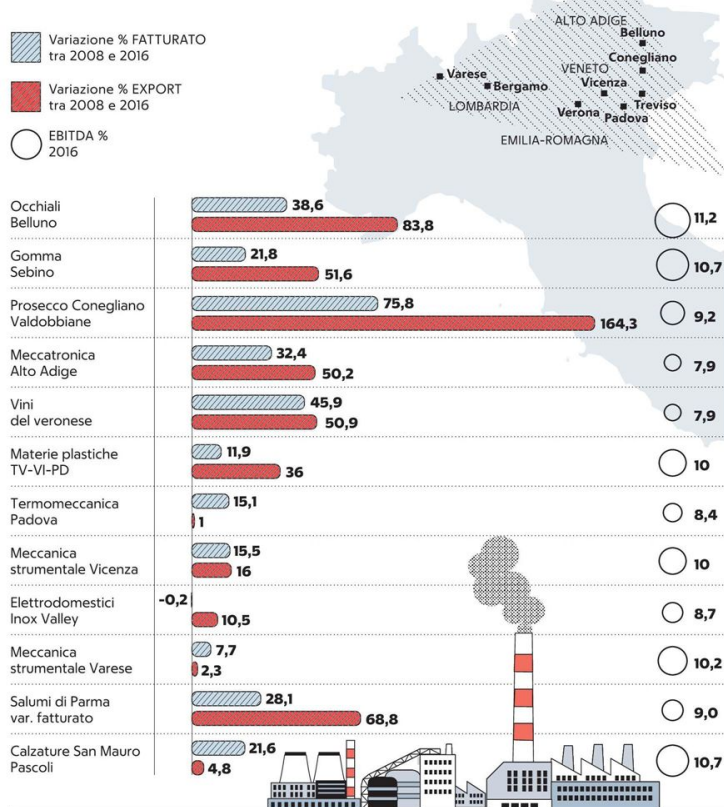 Variazione % FATTURATO
tra 2008 e 2016
Variazione % EXPORT
tra 2008 e 2016
EBITDA %
2016
ALTO ADIGE
Belluno
Conegliano
VENETO
Varese
Vicenza
Bergamo
LOMBARDIA
Treviso
Verona
Padova
EMILIA-ROMAGNA
Occhiali
Belluno
38,6
83,8
11,2
Gomma
Sebino
21,8
51,6
10,7
Prosecco Conegliano
Valdobbiane
75,8
164,3
9,2
Meccatronica
Alto Adige
32,4
50,2
7,9
Vini
del veronese
45,9
50,9
7,9
Materie plastiche
TV-VI-PD
11,9
36
10
Termomeccanica
Padova
15,1
1
8,4
Meccanica
strumentale Vicenza
15,5
16
10
Elettrodomestici
Inox Valley
-0,2
10,5
8,7
Meccanica
strumentale Varese
7,7
2,3
10,2
Salumi di Parma
var. fatturato
28,1
68,8
9,0
Calzature San Mauro
Pascoli
21,6
4,8
10,7